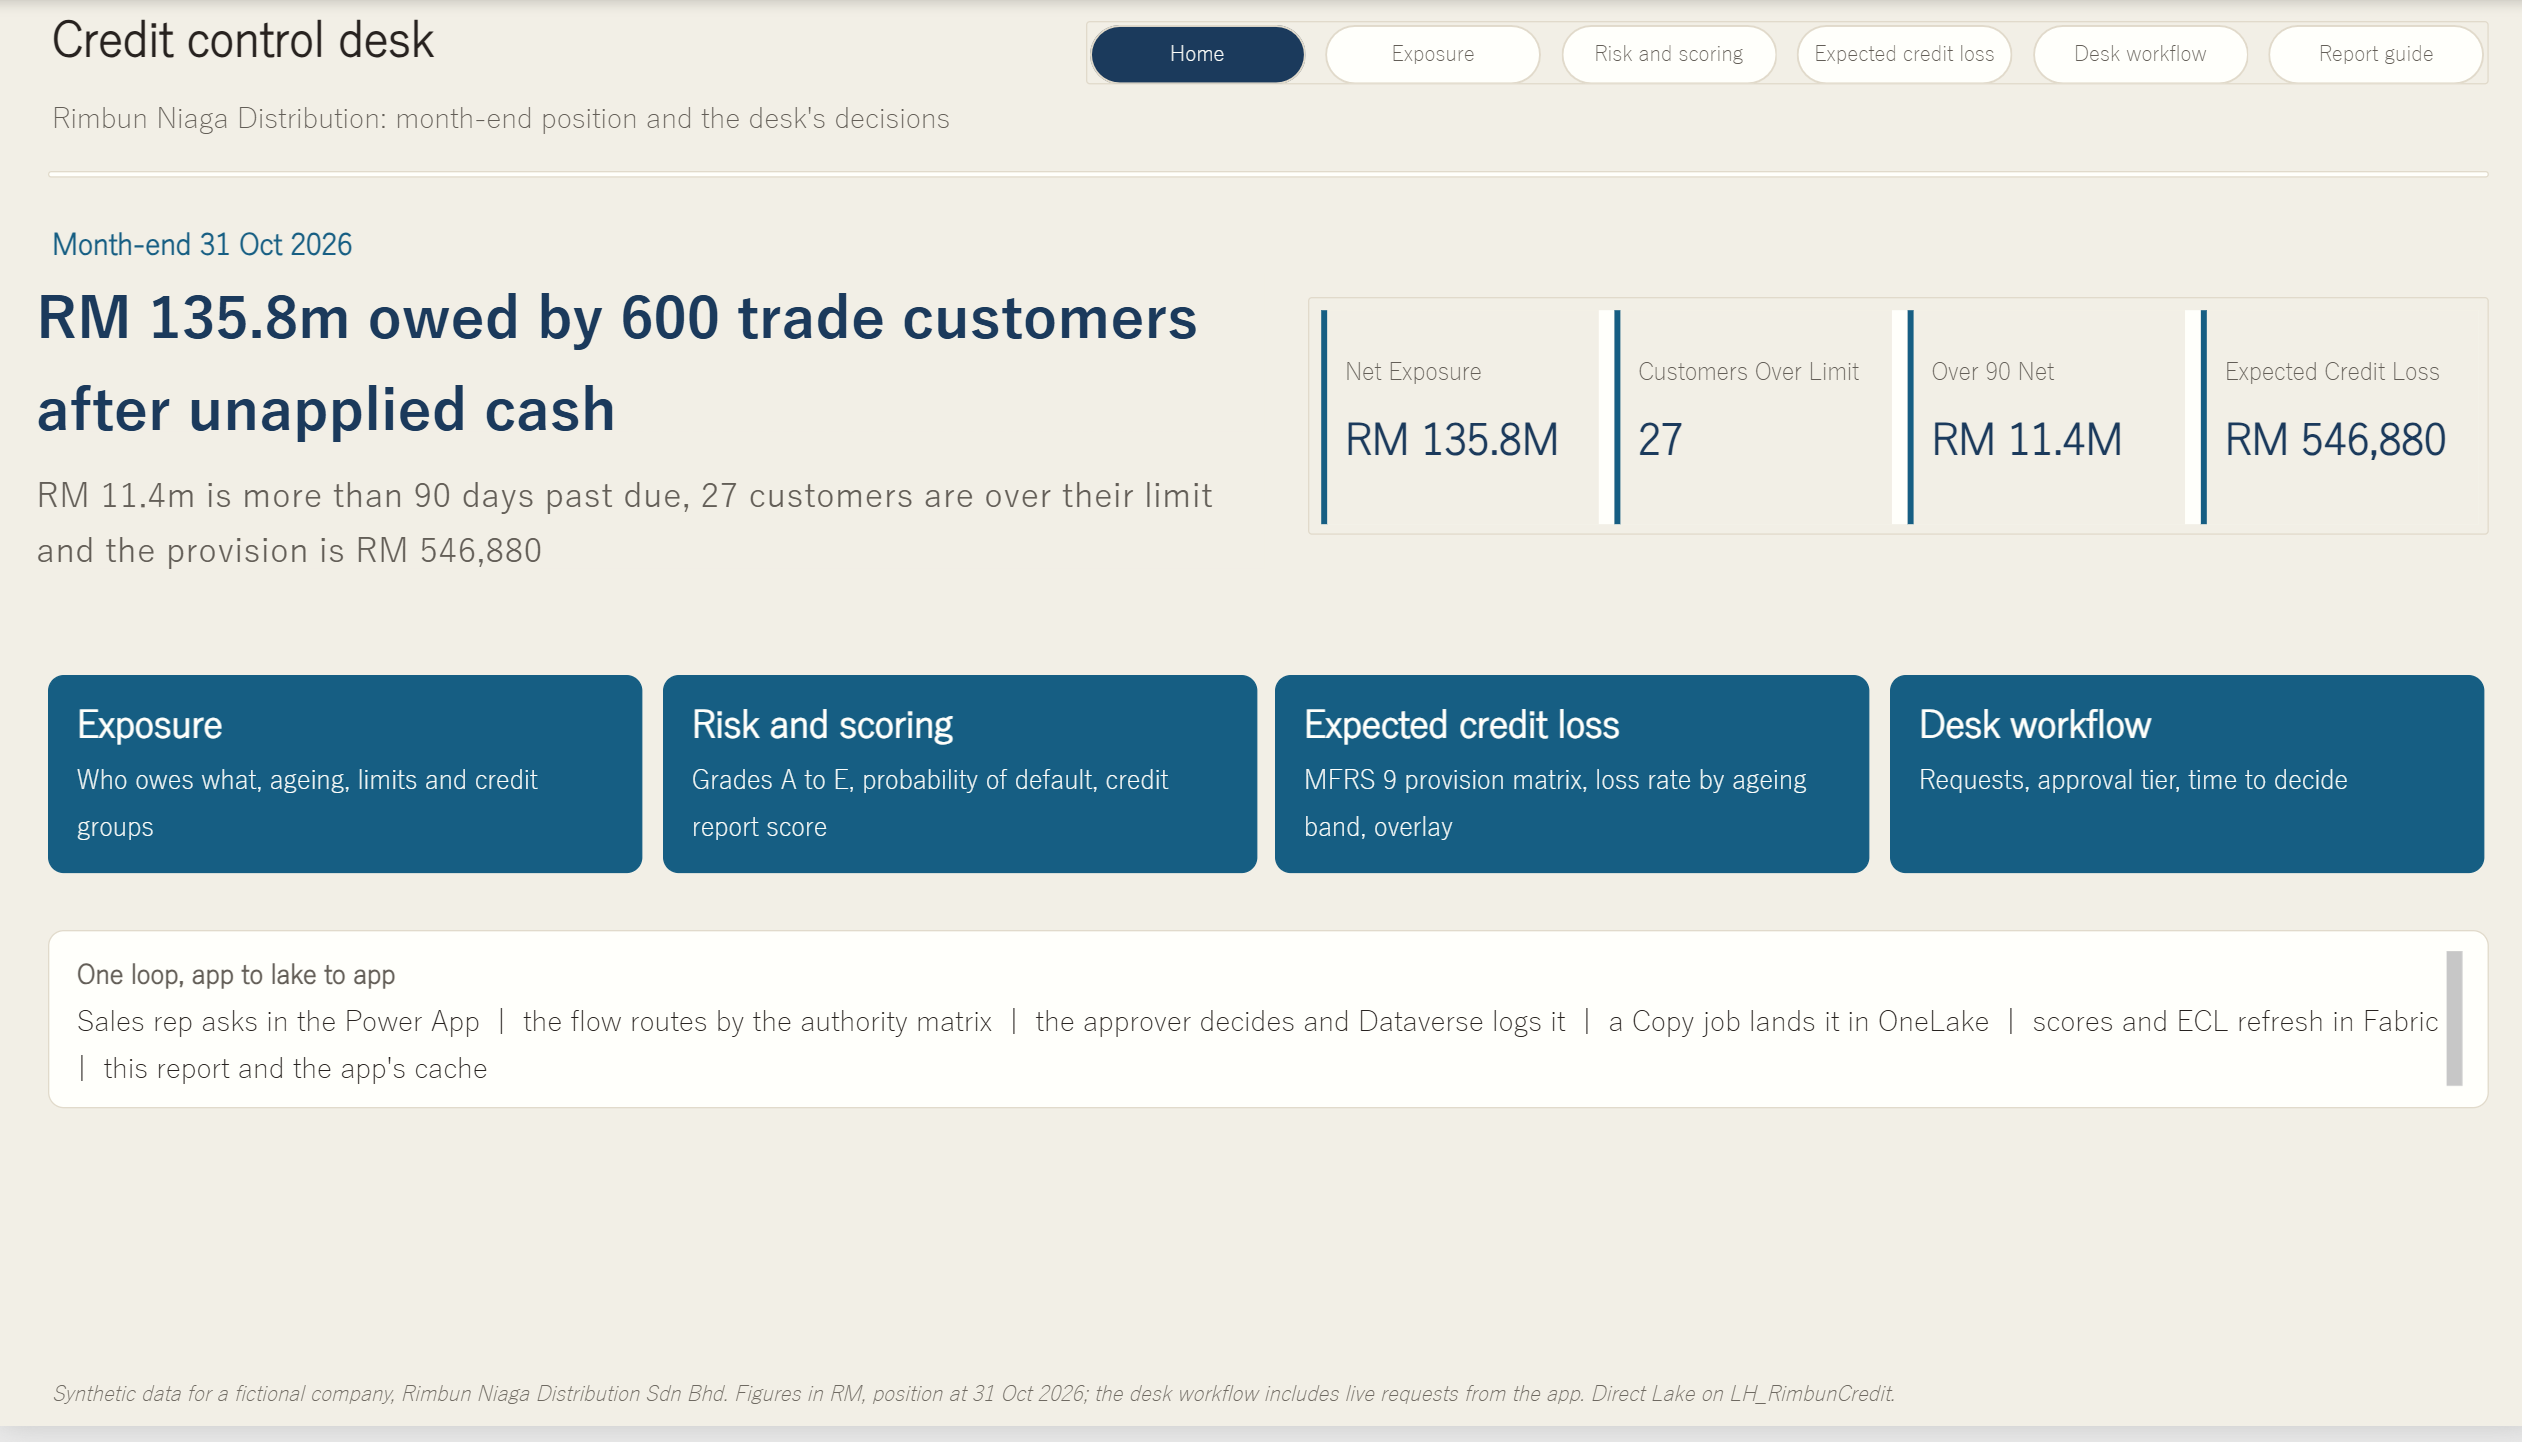 Credit control desk
Home
Exposure
Risk and scoring
Expected credit loss
Desk workflow
Report guide
Rimbun Niaga Distribution: month-end position and the desk's decisions
Month-end 31 Oct 2026
RM 135.8m owed by 600 trade customers
after unapplied cash
RM 11.4m is more than 90 days past due, 27 customers are over their limit
and the provision is RM 546,880
Net Exposure
RM 135.8M
Customers Over Limit
27
Over 90 Net
RM 11.4M
Expected Credit Loss
RM 546,880
Exposure
Who owes what, ageing, limits and credit
groups
Risk and scoring
Grades A to E, probability of default, credit
report score
Expected credit loss
MFRS 9 provision matrix, loss rate by ageing
band, overlay
Desk workflow
Requests, approval tier, time to decide
One loop, app to lake to app
Sales rep asks in the Power App | the flow routes by the authority matrix | the approver decides and Dataverse logs it | a Copy job lands it in OneLake | scores and ECL refresh in Fabric
| this report and the app's cache
Synthetic data for a fictional company, Rimbun Niaga Distribution Sdn Bhd. Figures in RM, position at 31 Oct 2026; the desk workflow includes live requests from the app. Direct Lake on LH_RimbunCredit.